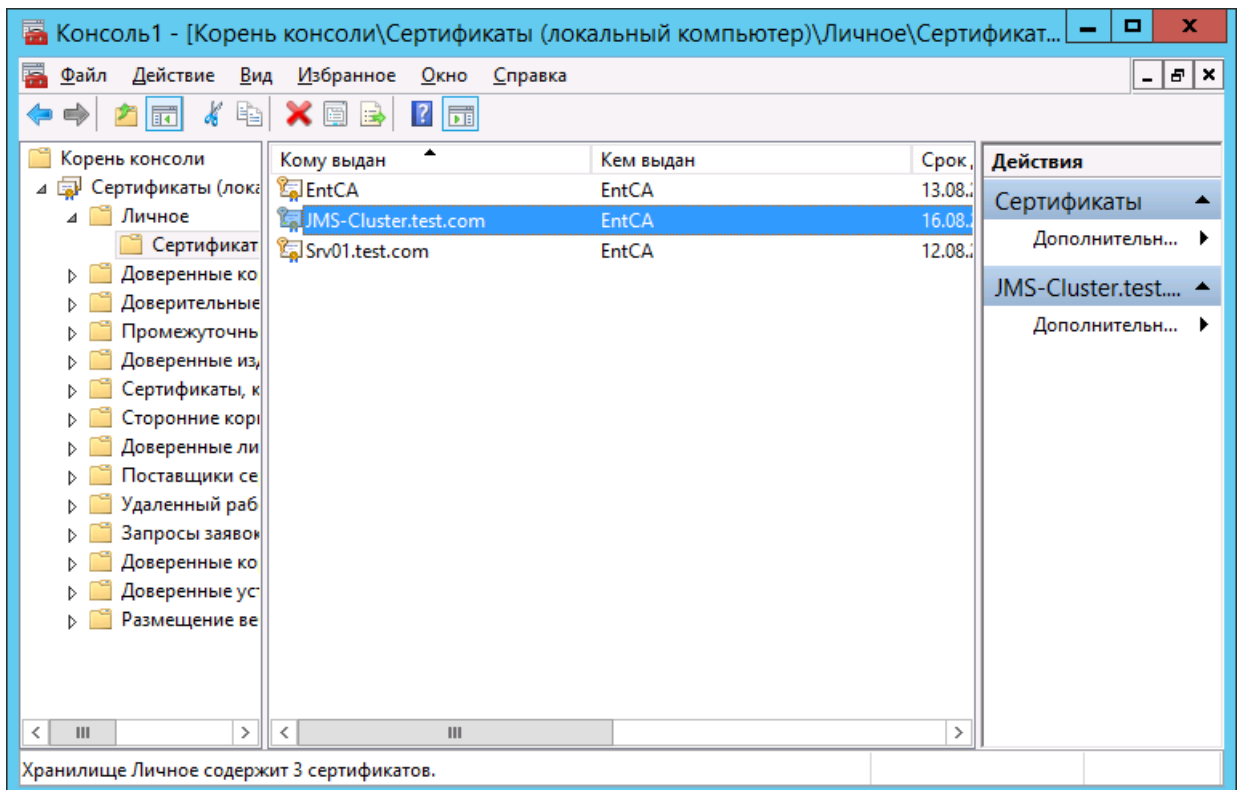 Консоль1 - [Корень консоли\Сертификаты (локальный компьютер)\Личное\Сертификат...
Файл Действие Вид Избранное Окно Справка
Корень консоли
Сертификаты (лока
Личное
Сертификат
Доверенные ко
Доверительные
Промежуточнь
Доверенные из
Сертификаты, к
Сторонние кор
Доверенные ли
Поставщики се
Удаленный раб
Запросы заявок
Доверенные ко
Доверенные уст
Размещение ве
Кому выдан Кем выдан Срок
EntCA EntCA 13.08.
JMS-Cluster.test.com EntCA 16.08.
Srv01.test.com EntCA 12.08.
Действия
Сертификаты
Дополнительн...
JMS-Cluster.test....
Дополнительн...
Хранилище Личное содержит 3 сертификатов.